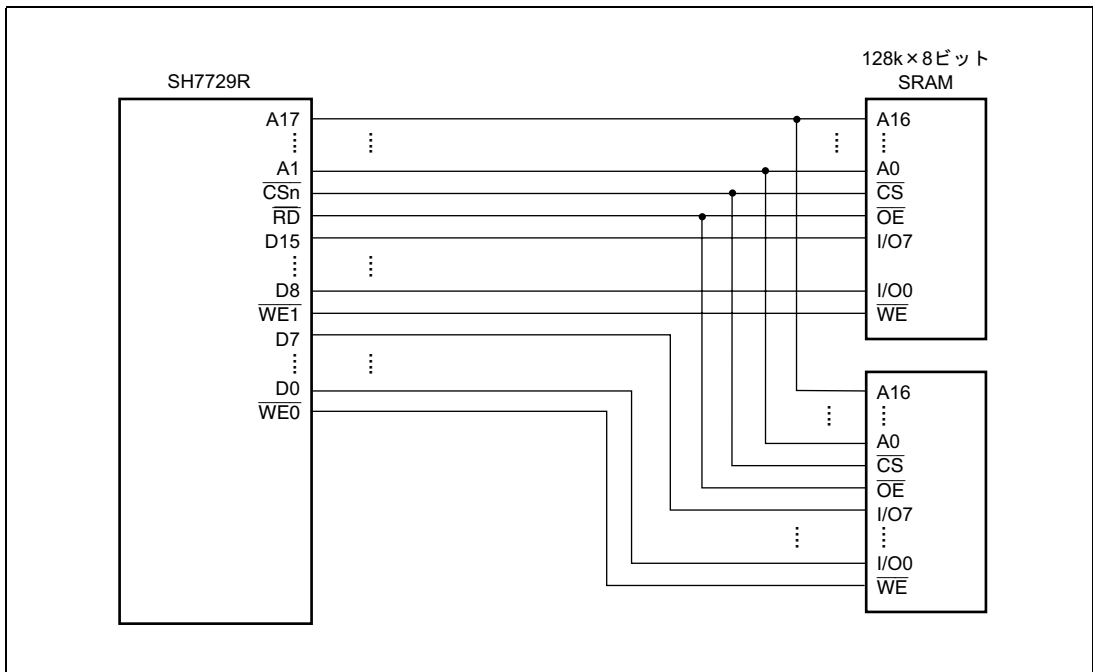 128k×8ビット
SRAM
SH7729R
A17
A1
CSn
RD
D15
D8
WE1
D7
D0
WE0
A16
A0
CS
OE
I/O7
I/O0
WE
A16
A0
CS
OE
I/O7
I/O0
WE